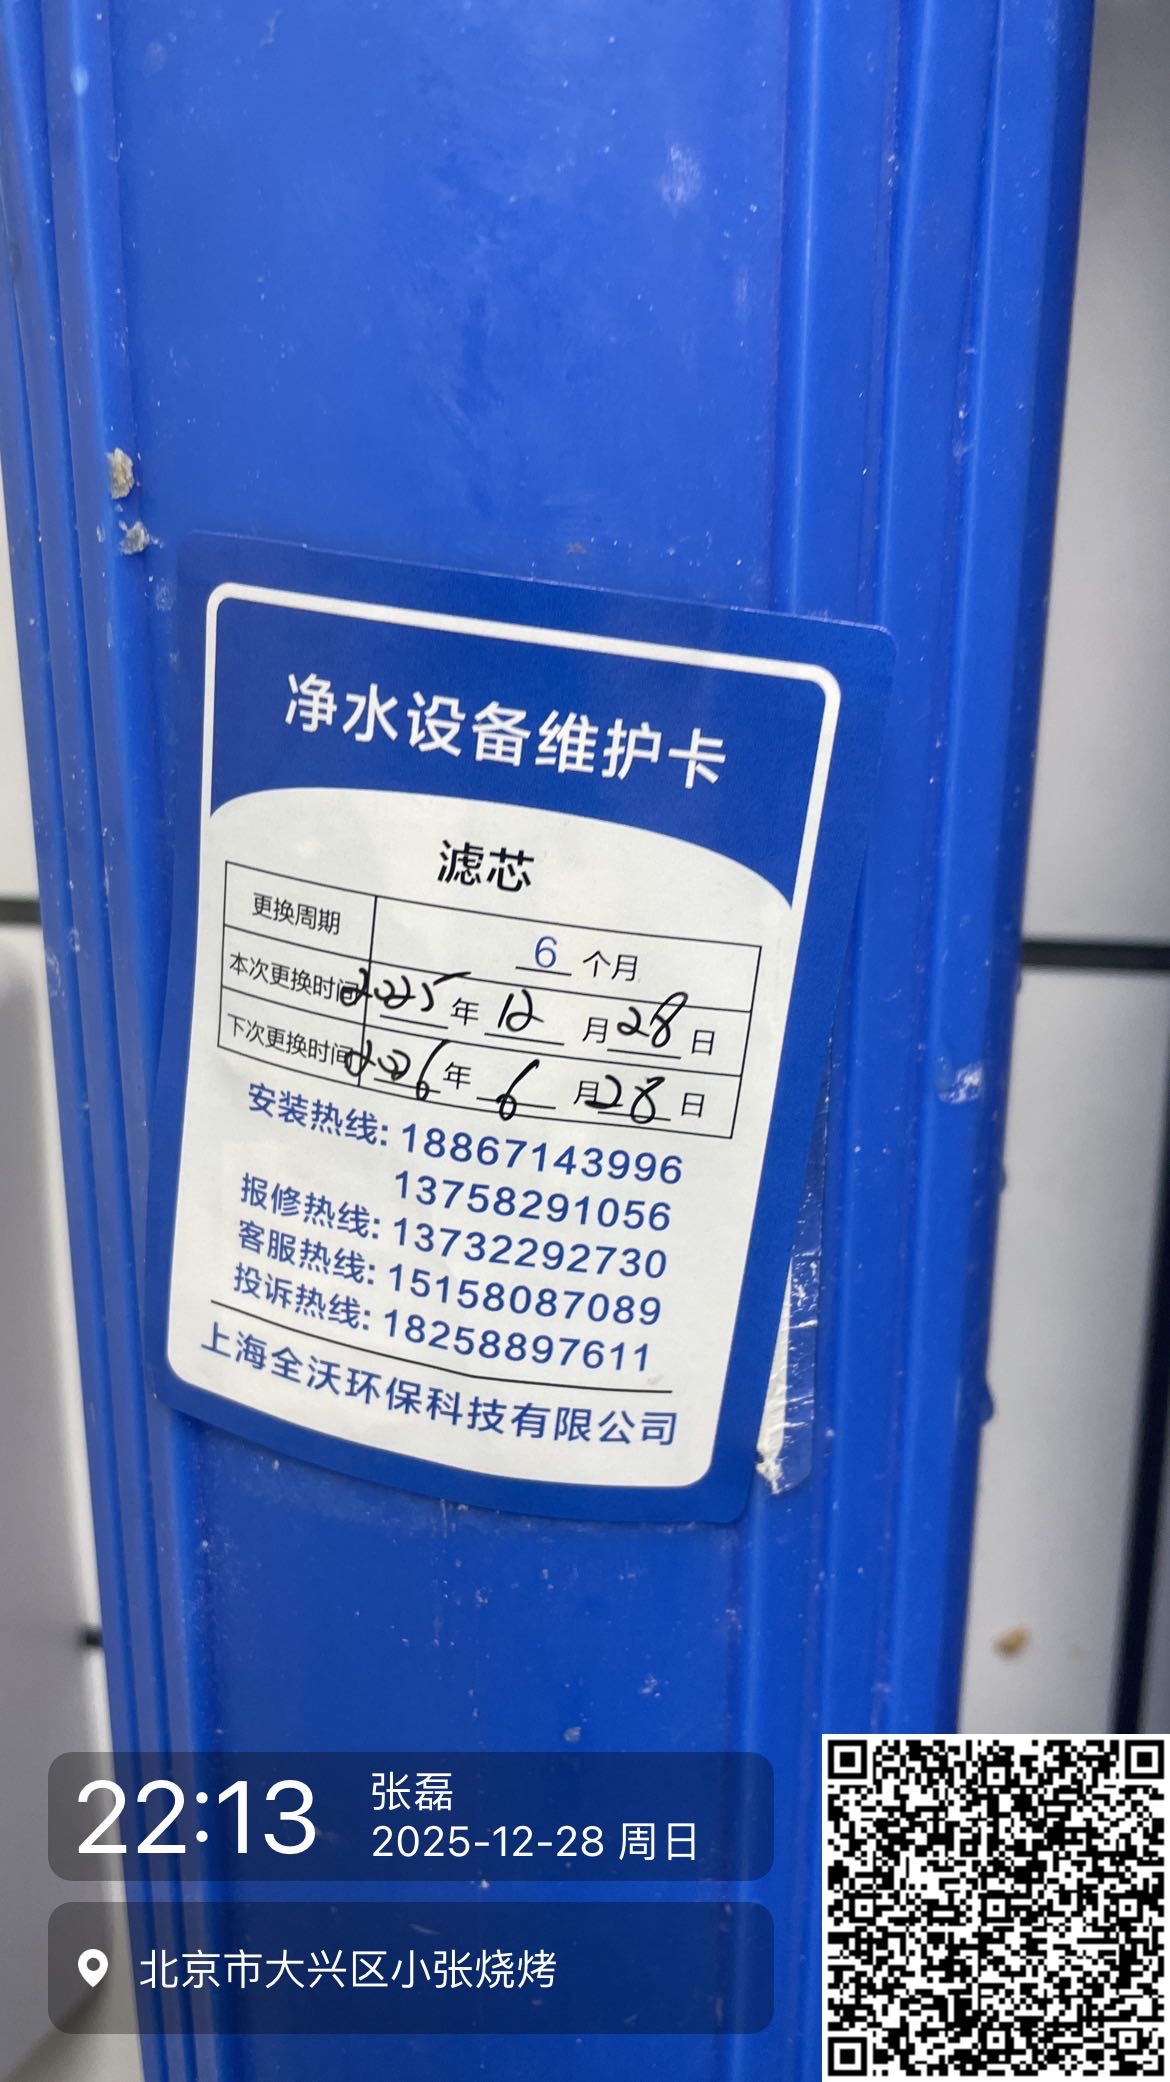 净水设备维护卡
滤芯
更换周期 6 个月
本次更换时间 2025 年 12 月 28 日
下次更换时间 2026 年 6 月 28 日
安装热线: 18867143996
13758291056
报修热线: 13732292730
客服热线: 15158087089
投诉热线: 18258897611
上海全沃环保科技有限公司
22:13
张磊
2025-12-28 周日
北京市大兴区小张烧烤